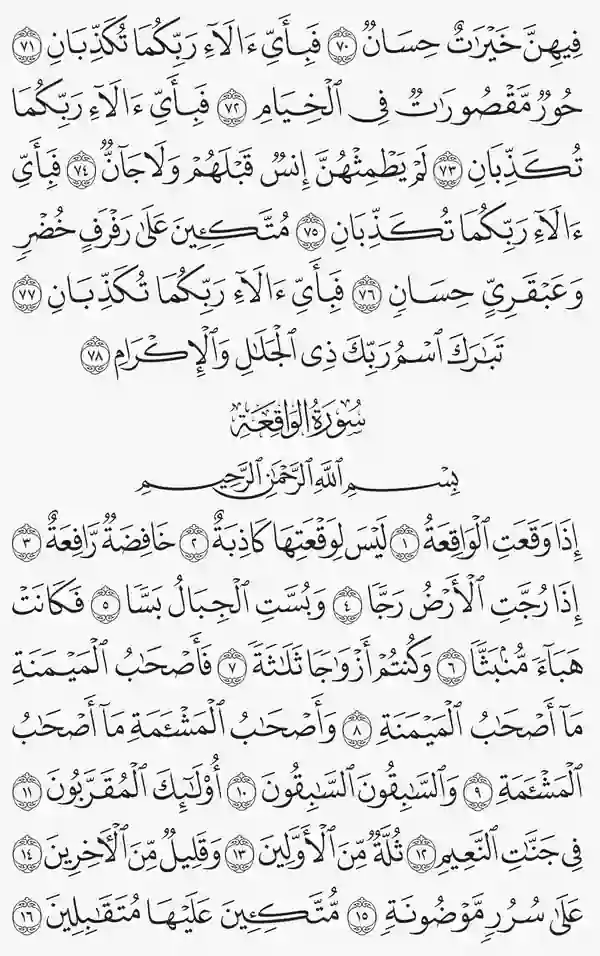 فِيهِنَّ خَيْرَٰتٌ حِسَانٞ ٧٠ فَبِأَيِّ ءَالَآءِ رَبِّكُمَا تُكَذِّبَانِ ٧١
حُورٞ مَّقْصُورَٰتٞ فِي ٱلْخِيَامِ ٧٢ فَبِأَيِّ ءَالَآءِ رَبِّكُمَا
تُكَذِّبَانِ ٧٣ لَمْ يَطْمِثْهُنَّ إِنسٞ قَبْلَهُمْ وَلَا جَآنّٞ ٧٤ فَبِأَيِّ
ءَالَآءِ رَبِّكُمَا تُكَذِّبَانِ ٧٥ مُتَّكِـِٔينَ عَلَىٰ رَفْرَفٍ خُضْرٖ
وَعَبْقَرِيٍّ حِسَانٖ ٧٦ فَبِأَيِّ ءَالَآءِ رَبِّكُمَا تُكَذِّبَانِ ٧٧
تَبَٰرَكَ ٱسْمُ رَبِّكَ ذِي ٱلْجَلَٰلِ وَٱلْإِكْرَامِ ٧٨
سُورَةُ الوَاقِعَةِ
بِسْمِ ٱللَّهِ ٱلرَّحْمَٰنِ ٱلرَّحِيمِ
إِذَا وَقَعَتِ ٱلْوَاقِعَةُ ١ لَيْسَ لِوَقْعَتِهَا كَاذِبَةٌ ٢ خَافِضَةٞ رَّافِعَةٌ ٣
إِذَا رُجَّتِ ٱلْأَرْضُ رَجّٗا ٤ وَبُسَّتِ ٱلْجِبَالُ بَسّٗا ٥ فَكَانَتْ
هَبَآءٗ مُّنۢبَثّٗا ٦ وَكُنتُمْ أَزْوَٰجٗا ثَلَٰثَةٗ ٧ فَأَصْحَٰبُ ٱلْمَيْمَنَةِ
مَآ أَصْحَٰبُ ٱلْمَيْمَنَةِ ٨ وَأَصْحَٰبُ ٱلْمَشْـَٔمَةِ مَآ أَصْحَٰبُ
ٱلْمَشْـَٔمَةِ ٩ وَٱلسَّٰبِقُونَ ٱلسَّٰبِقُونَ ١٠ أُوْلَٰٓئِكَ ٱلْمُقَرَّبُونَ ١١
فِي جَنَّٰتِ ٱلنَّعِيمِ ١٢ ثُلَّةٞ مِّنَ ٱلْأَوَّلِينَ ١٣ وَقَلِيلٞ مِّنَ ٱلْأٓخِرِينَ ١٤
عَلَىٰ سُرُرٖ مَّوْضُونَةٖ ١٥ مُّتَّكِـِٔينَ عَلَيْهَا مُتَقَٰبِلِينَ ١٦